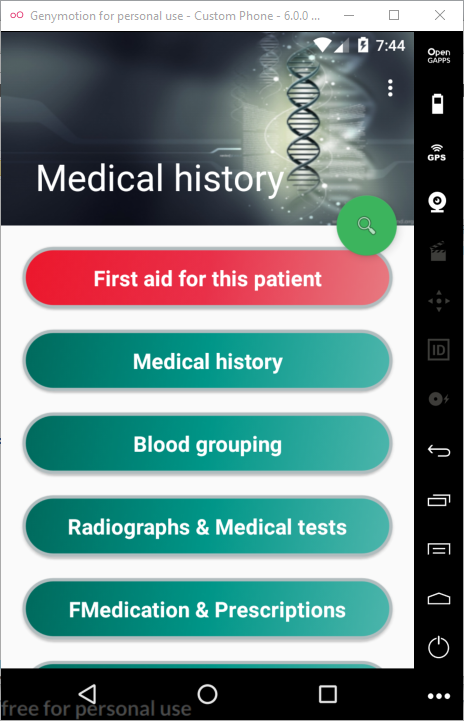 Genymotion for personal use - Custom Phone - 6.0.0 ...
7:44
Open
GAPPS
GPS
Medical history
First aid for this patient
Medical history
ID
Blood grouping
Radiographs & Medical tests
FMedication & Prescriptions
free for personal use